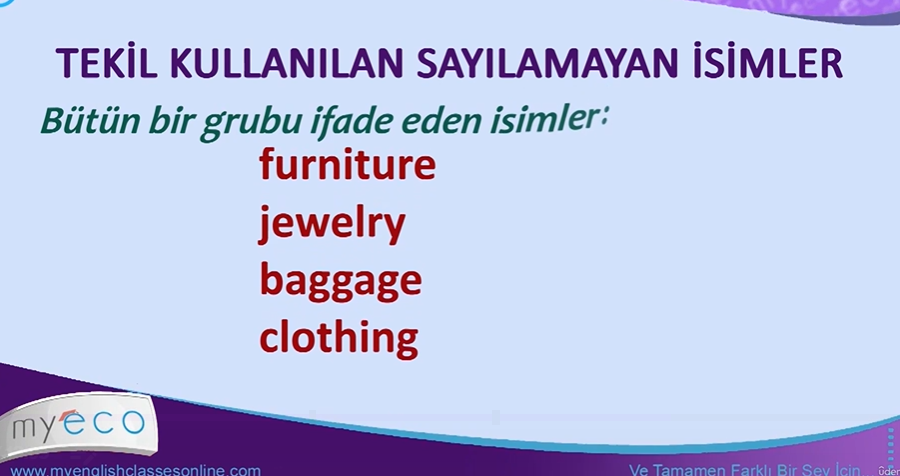 TEKİL KULLANILAN SAYILAMAYAN İSİMLER
Bütün bir grubu ifade eden isimler:
furniture
jewelry
baggage
clothing
myeco
www.myenglishclassesonline.com
Ve Tamamen Farklı Bir Şey İçin...